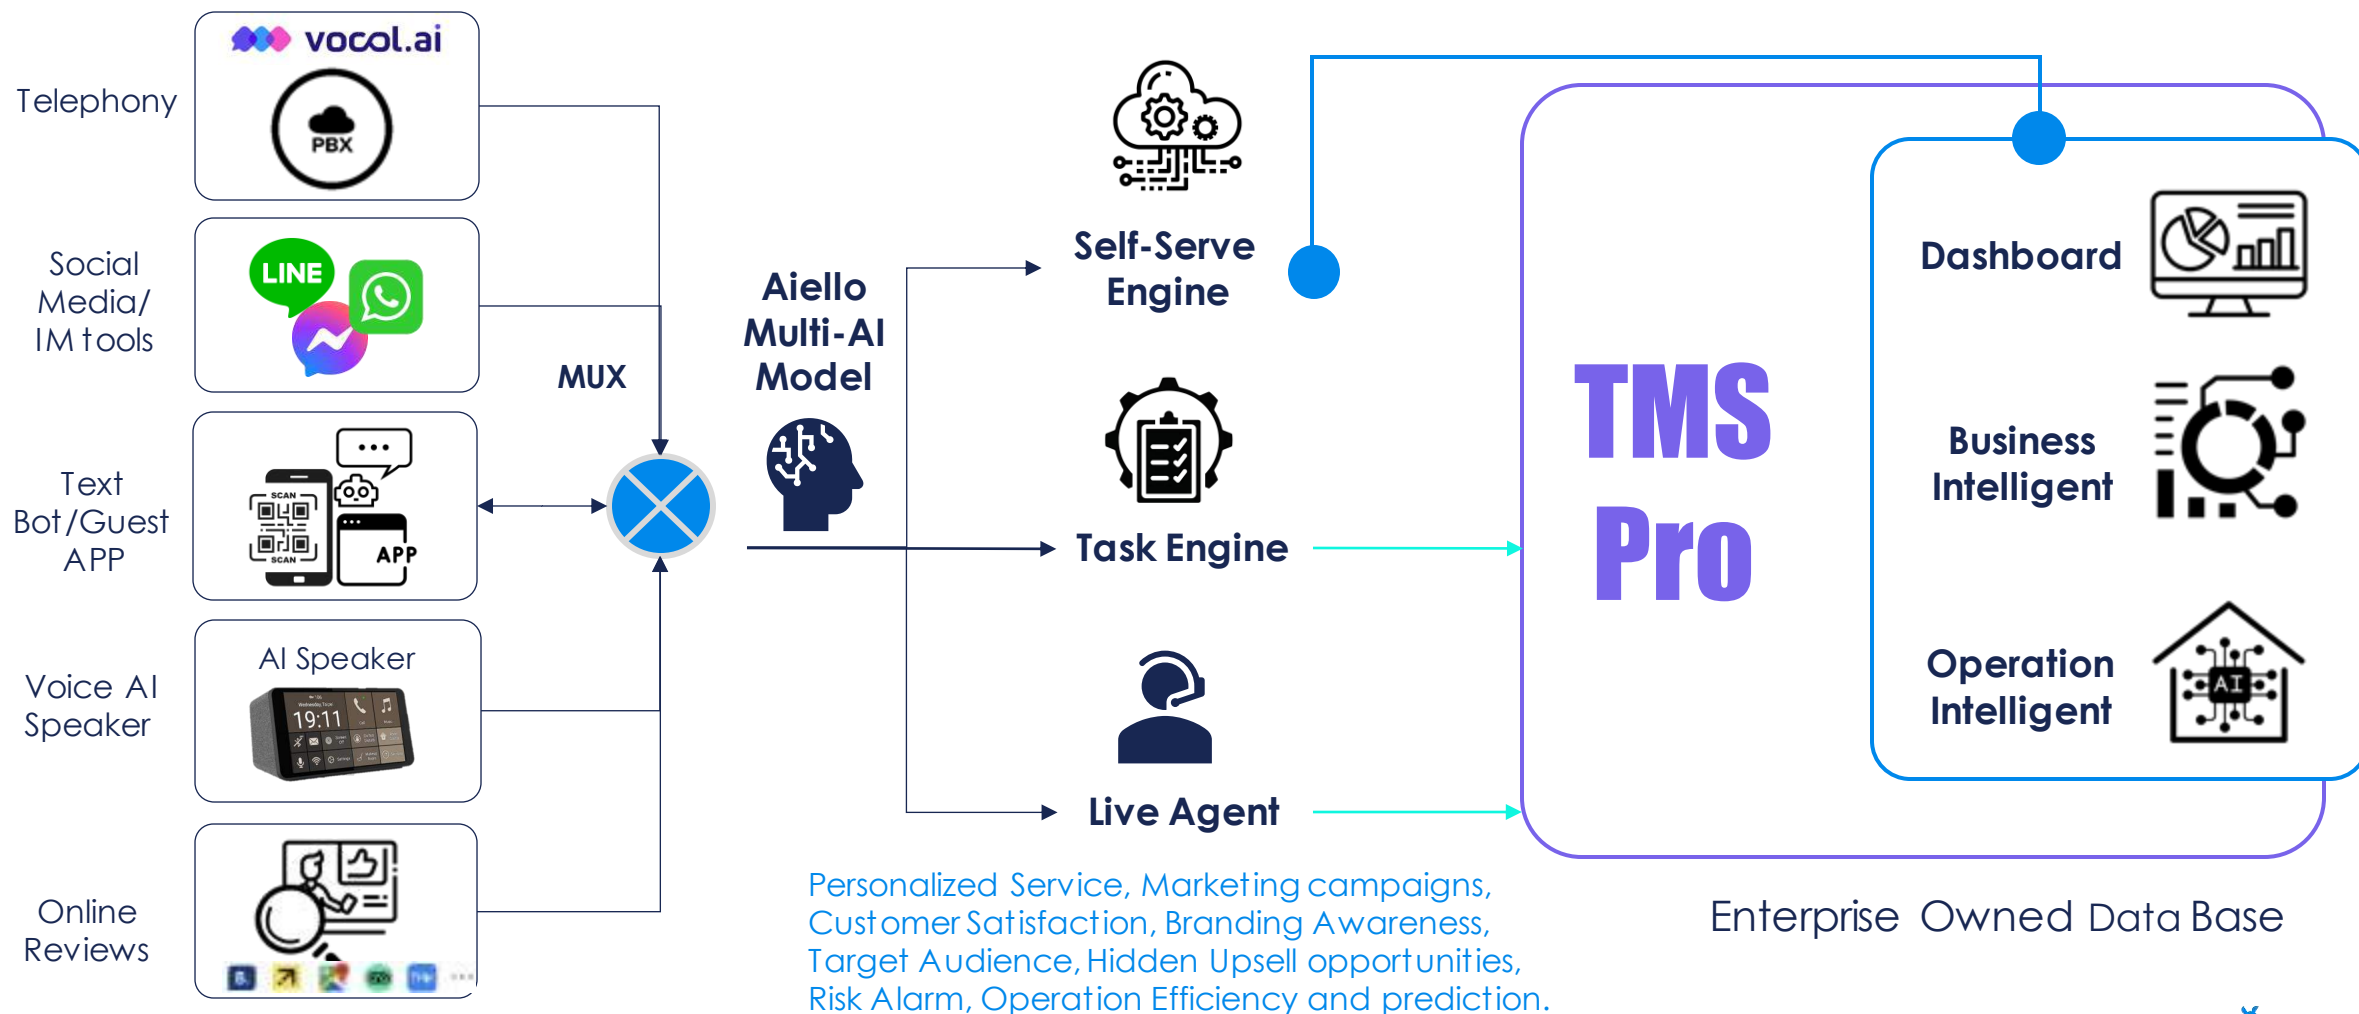 vocol.ai
Telephony
PBX
Social
Media/
IM tools
LINE
Text
Bot/Guest
APP
SCAN
SCAN
APP
Voice AI
Speaker
AI Speaker
19:11
Settings
Online
Reviews
MUX
Aiello
Multi-AI
Model
Self-Serve
Engine
Task Engine
Live Agent
Personalized Service, Marketing campaigns,
Customer Satisfaction, Branding Awareness,
Target Audience, Hidden Upsell opportunities,
Risk Alarm, Operation Efficiency and prediction.
TMS
Pro
Dashboard
Business
Intelligent
Operation
Intelligent
AI
Enterprise Owned Data Base